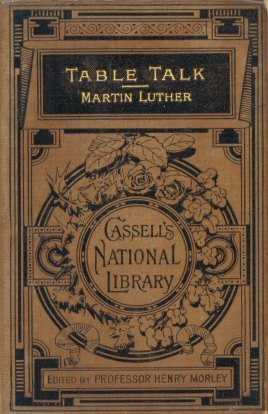 TABLE TALK
MARTIN LUTHER
CASSELL'S
NATIONAL
LIBRARY
EDITED BY PROFESSOR HENRY MORLEY